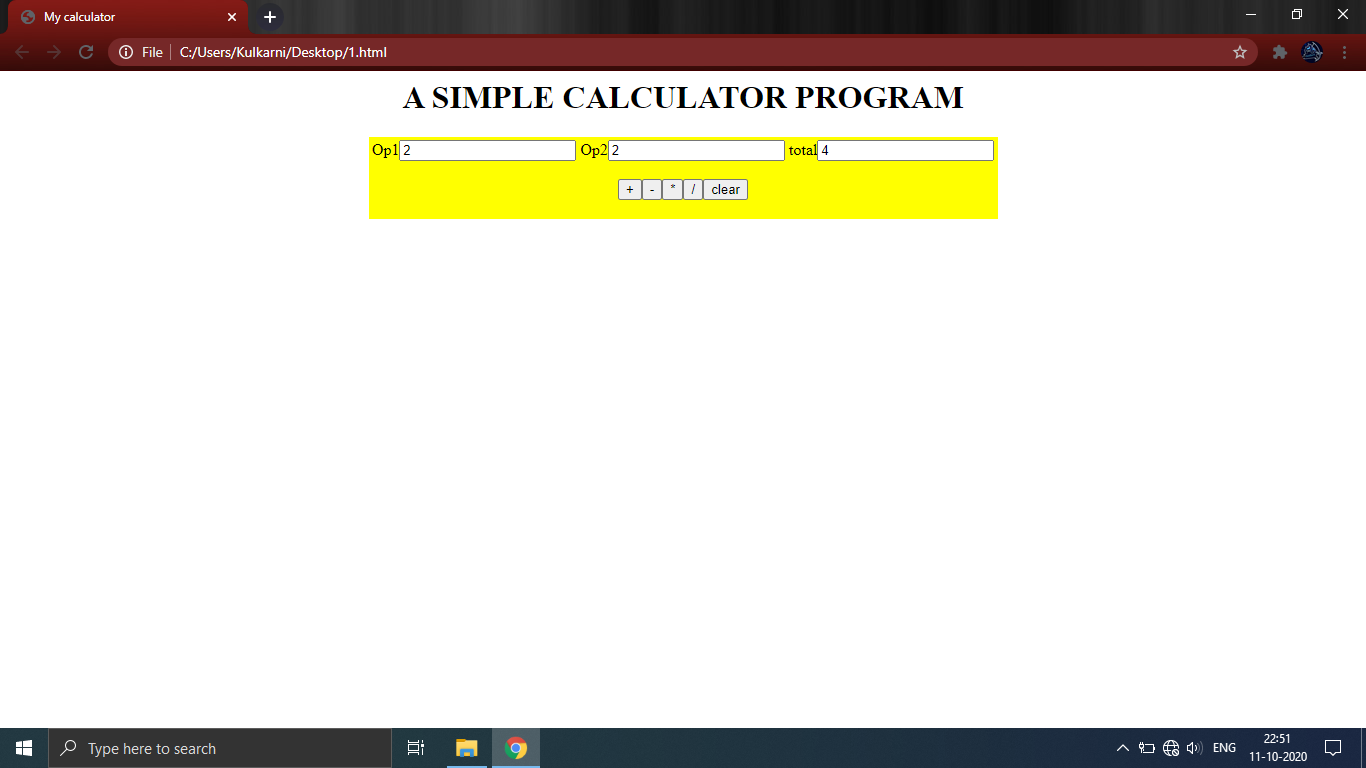 My calculator
File C:/Users/Kulkarni/Desktop/1.html
A SIMPLE CALCULATOR PROGRAM
Op1 2 Op2 2 total 4
+ - * / clear
Type here to search
ENG
22:51
11-10-2020